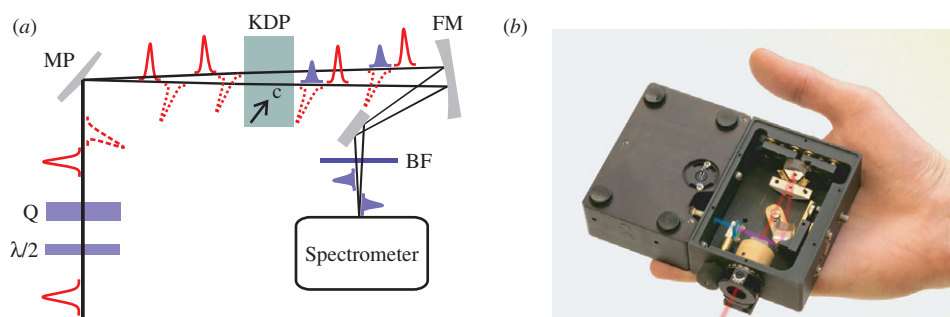 (a)
KDP
FM
(b)
MP
c
BF
Q
λ/2
Spectrometer